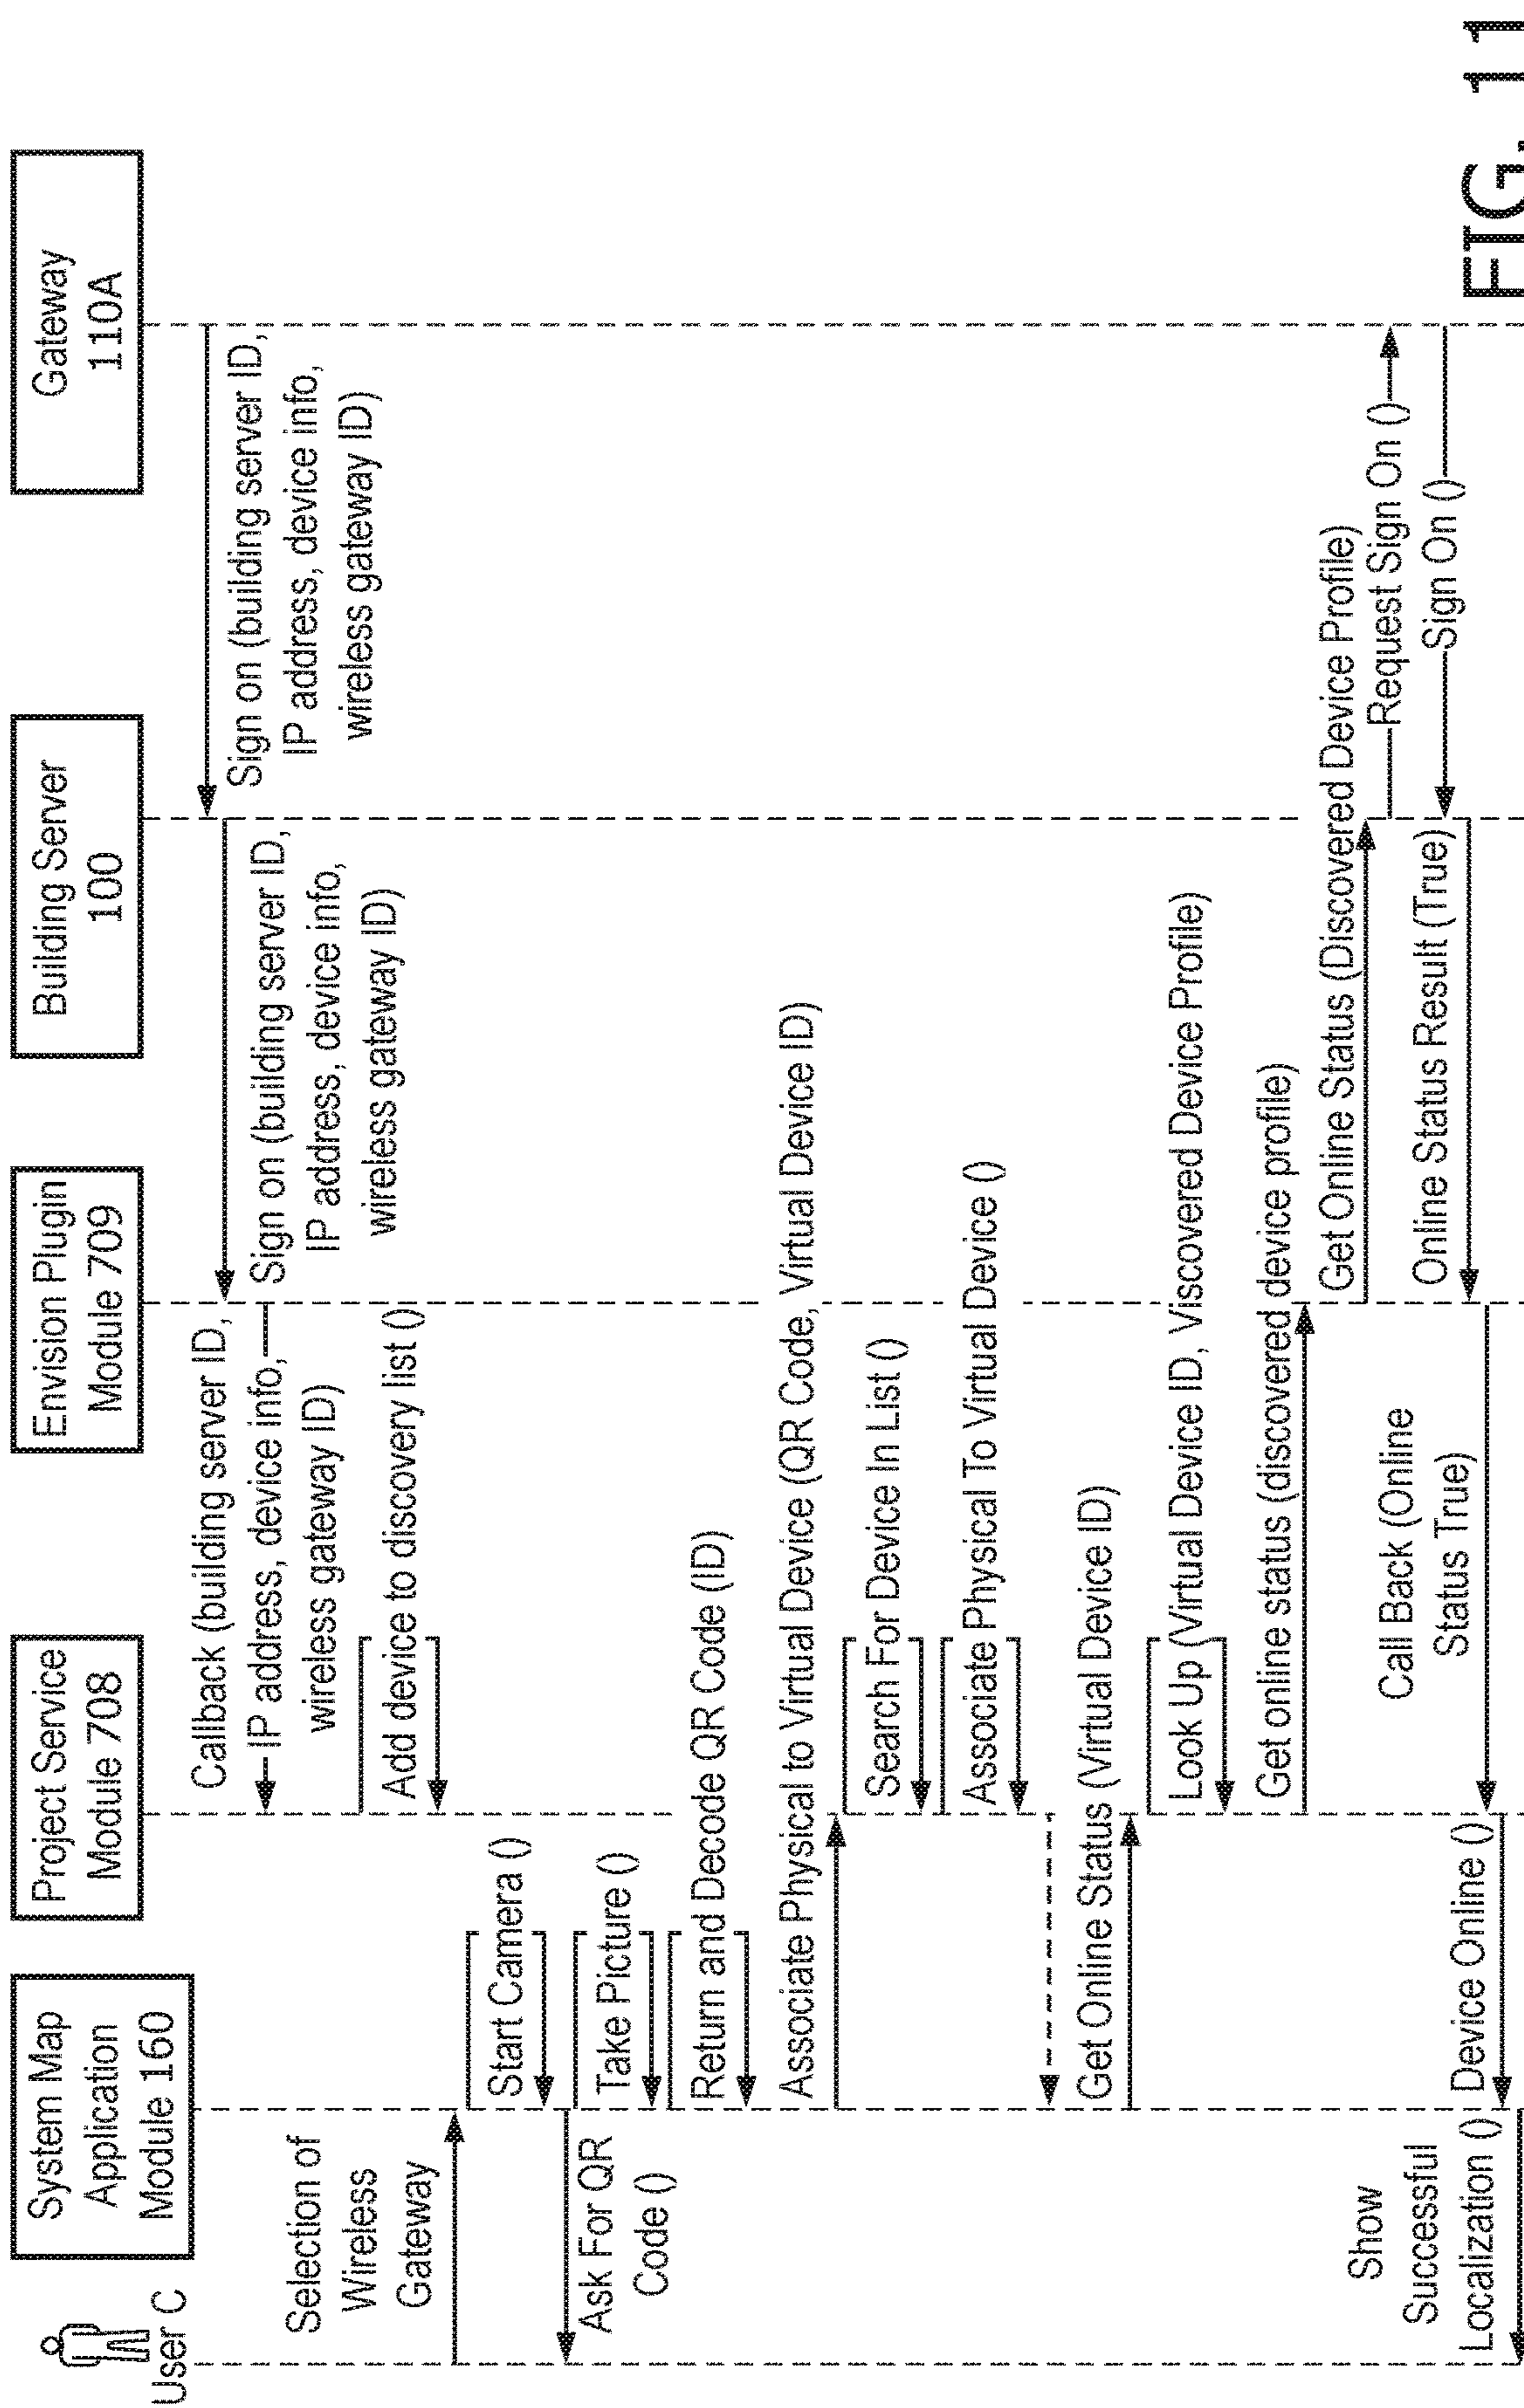 User C
System Map
Application
Module 160
Project Service
Module 708
Envision Plugin
Module 709
Building Server
100
Gateway
110A
Sign on (building server ID,
IP address, device info,
wireless gateway ID)
Sign on (building server ID,
IP address, device info,
wireless gateway ID)
Callback (building server ID,
IP address, device info,
wireless gateway ID)
Add device to discovery list ()
Selection of
Wireless
Gateway
Start Camera ()
Ask For QR
Code ()
Take Picture ()
Return and Decode QR Code (ID)
Associate Physical to Virtual Device (QR Code, Virtual Device ID)
Search For Device In List ()
Associate Physical To Virtual Device ()
Get Online Status (Virtual Device ID)
Look Up (Virtual Device ID, Viscovered Device Profile)
Get online status (discovered device profile)
Get Online Status (Discovered Device Profile)
Request Sign On ()
Sign On ()
Online Status Result (True)
Call Back (Online
Status True)
Device Online ()
Show
Successful
Localization ()
FIG. 11